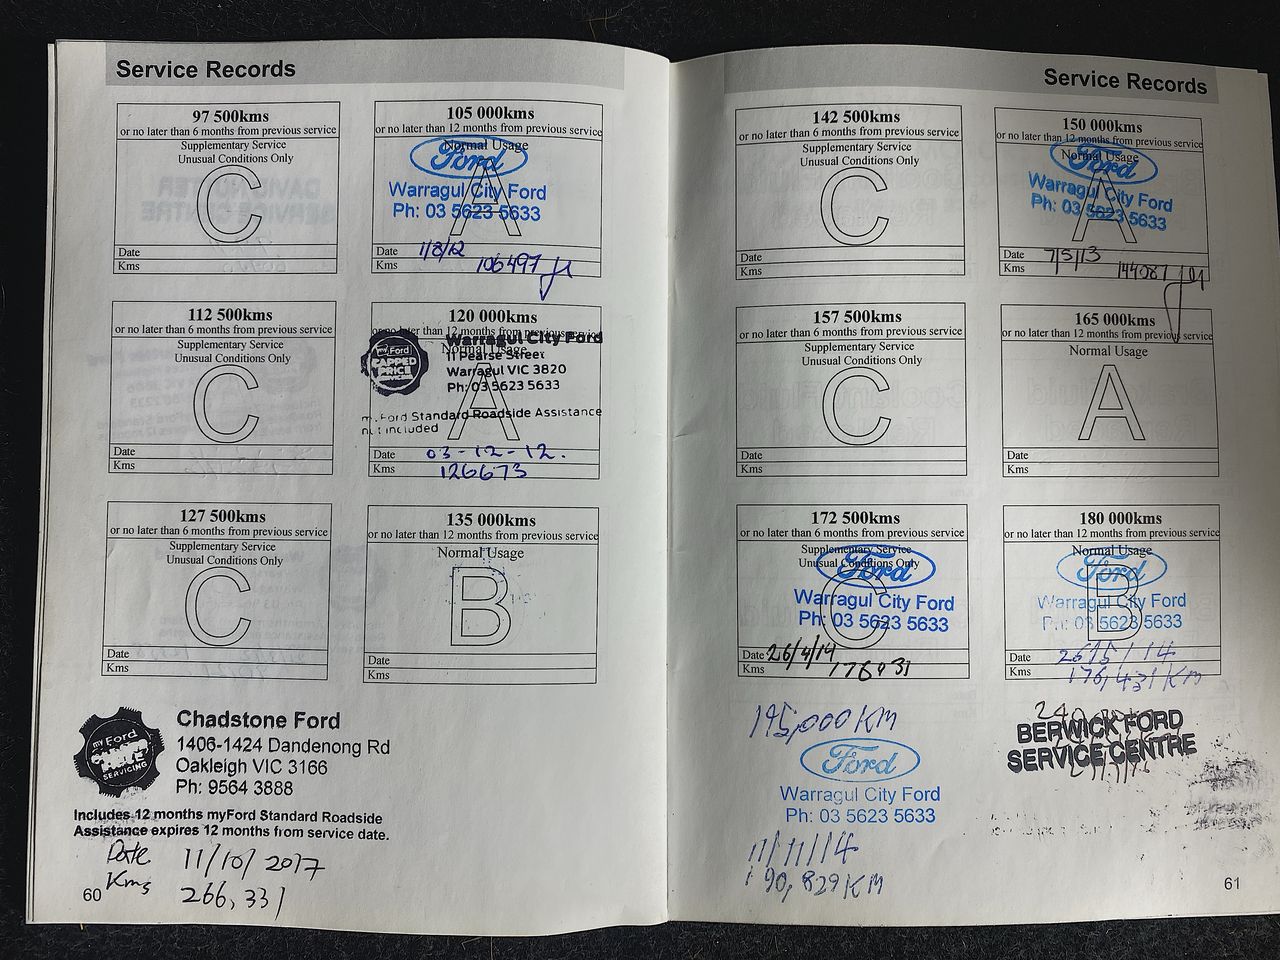 Service Records
97 500kms
or no later than 6 months from previous service
Supplementary Service
Unusual Conditions Only
C
Date
Kms
105 000kms
or no later than 12 months from previous service
Normal Usage
Ford
A
Warragul City Ford
Ph: 03 5623 5633
Date 1/8/12
Kms 106497
112 500kms
or no later than 6 months from previous service
Supplementary Service
Unusual Conditions Only
C
Date
Kms
120 000kms
or no later than 12 months from previous service
Normal Usage
A
my Ford
CAPPED
PRICE
Warragul City Ford
11 Pearse Street
Warragul VIC 3820
Ph: 03 5623 5633
my Ford Standard Roadside Assistance
not included
Date 03-12-12.
Kms 126673
127 500kms
or no later than 6 months from previous service
Supplementary Service
Unusual Conditions Only
C
Date
Kms
135 000kms
or no later than 12 months from previous service
Normal Usage
B
Date
Kms
my Ford
SERVICING
Chadstone Ford
1406-1424 Dandenong Rd
Oakleigh VIC 3166
Ph: 9564 3888
Includes 12 months myFord Standard Roadside
Assistance expires 12 months from service date.
Date 11/10/2017
Kms 266,331
60
Service Records
142 500kms
or no later than 6 months from previous service
Supplementary Service
Unusual Conditions Only
C
Date
Kms
150 000kms
or no later than 12 months from previous service
Normal Usage
Ford
A
Warragul City Ford
Ph: 03 5623 5633
Date 7/5/13
Kms 144087
157 500kms
or no later than 6 months from previous service
Supplementary Service
Unusual Conditions Only
C
Date
Kms
165 000kms
or no later than 12 months from previous service
Normal Usage
A
Date
Kms
172 500kms
or no later than 6 months from previous service
Supplementary Service
Unusual Conditions Only
Ford
C
Warragul City Ford
Ph: 03 5623 5633
Date 26/4/14
Kms 176431
180 000kms
or no later than 12 months from previous service
Normal Usage
Ford
B
Warragul City Ford
Ph: 03 5623 5633
Date 26/5/14
Kms 176,431 KM
195,000 KM
Ford
Warragul City Ford
Ph: 03 5623 5633
11/11/14
190,829 KM
BERWICK FORD
SERVICE CENTRE
61